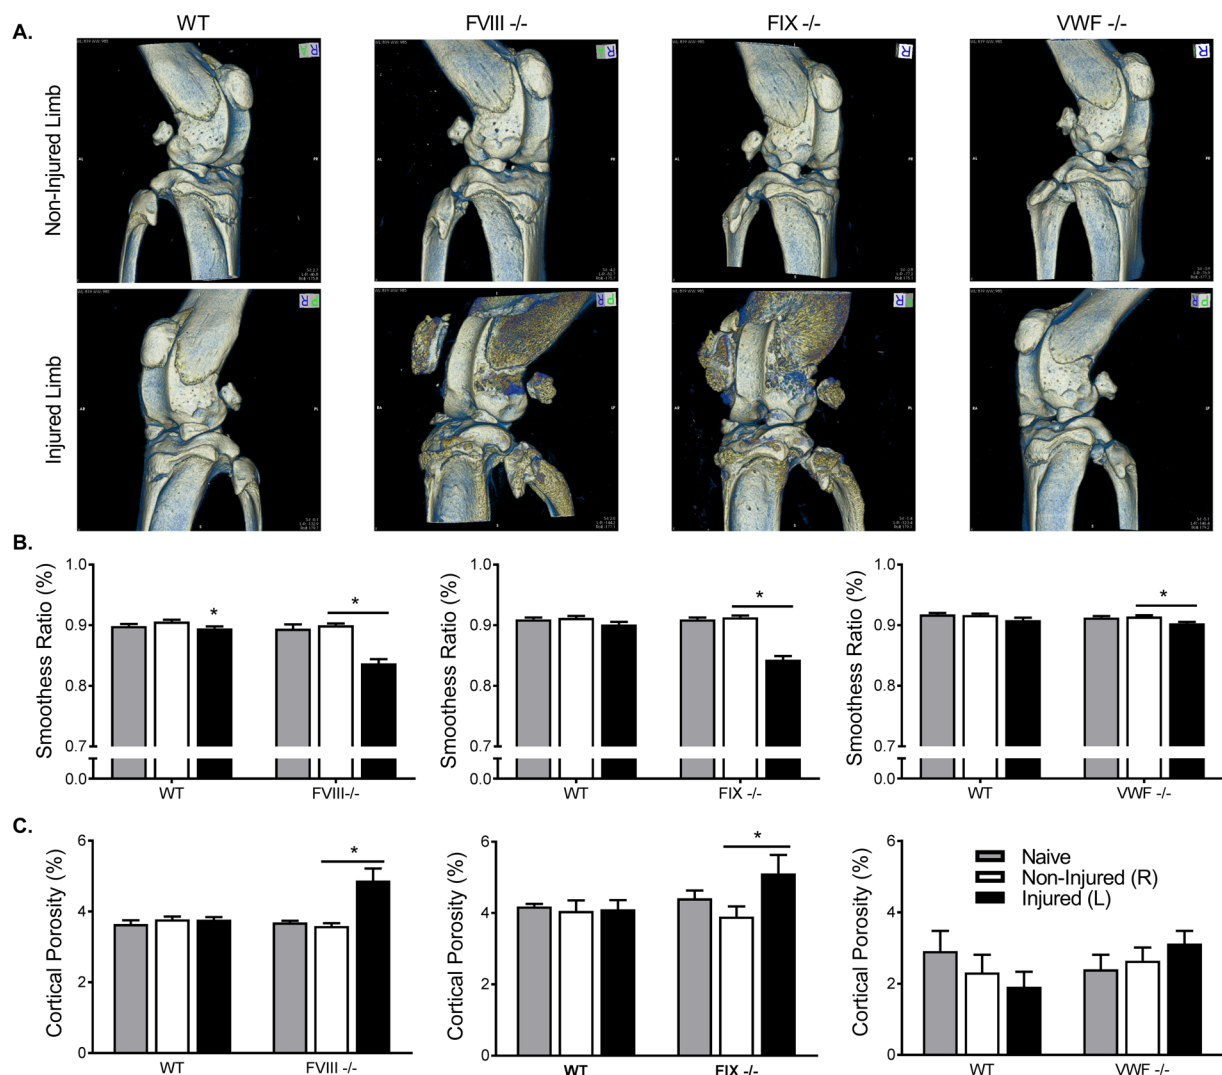 A.
WT
FVIII -/-
FIX -/-
VWF -/-
Non-Injured Limb
Injured Limb
B.
Smoothness Ratio (%)
1.0
0.9
0.8
0.7
0.0
*
*
WT
FVIII-/-
Smoothness Ratio (%)
1.0
0.9
0.8
0.7
0.0
*
WT
FIX -/-
Smoothness Ratio (%)
1.0
0.9
0.8
0.7
0.0
*
WT
VWF -/-
C.
Cortical Porosity (%)
6
4
2
0
*
WT
FVIII -/-
Cortical Porosity (%)
6
4
2
0
*
WT
FIX -/-
Cortical Porosity (%)
6
4
2
0
Naive
Non-Injured (R)
Injured (L)
WT
VWF -/-